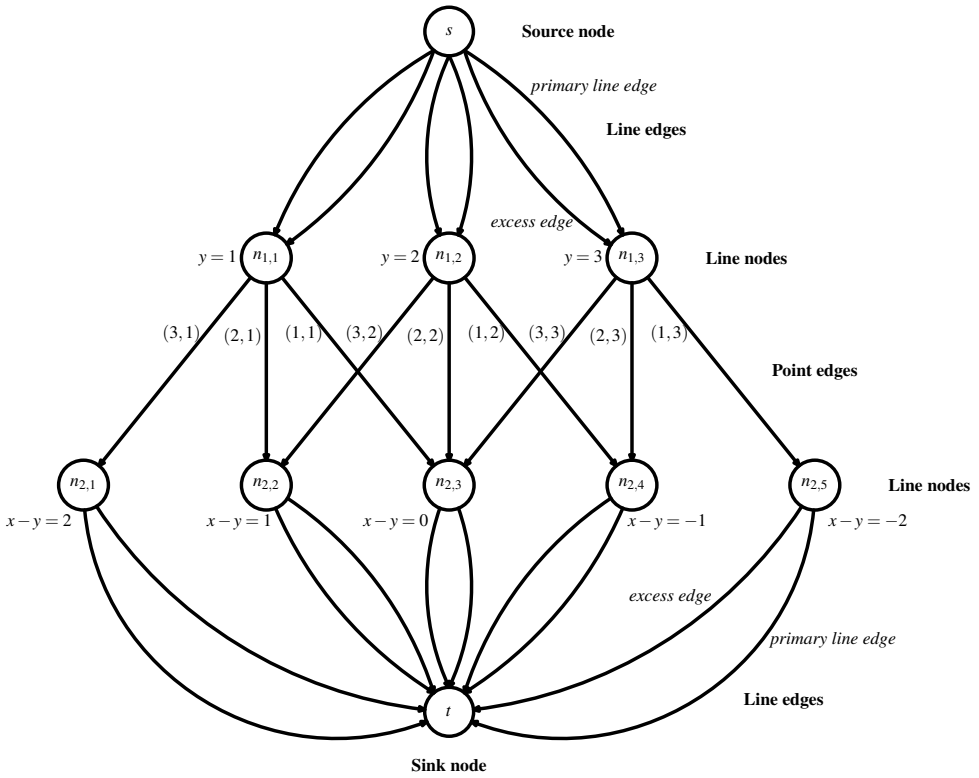 s
Source node
primary line edge
Line edges
excess edge
y = 1
n1,1
y = 2
n1,2
y = 3
n1,3
Line nodes
(3,1)
(2,1)
(1,1)
(3,2)
(2,2)
(1,2)
(3,3)
(2,3)
(1,3)
Point edges
n2,1
n2,2
n2,3
n2,4
n2,5
Line nodes
x − y = 2
x − y = 1
x − y = 0
x − y = −1
x − y = −2
excess edge
primary line edge
Line edges
t
Sink node